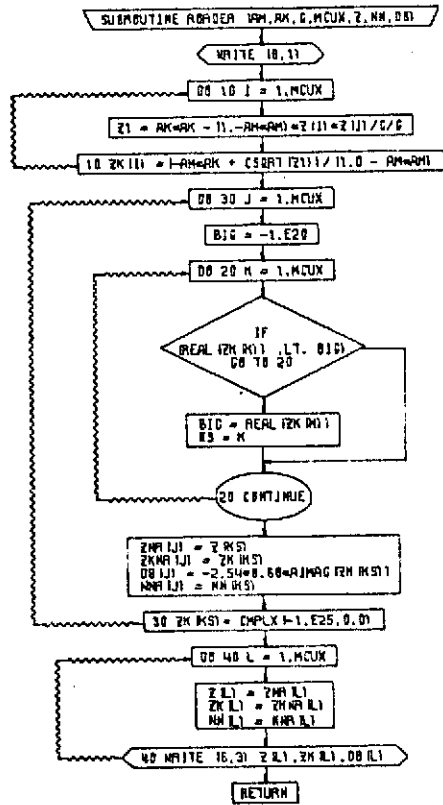 SUBROUTINE RORDER (AM,AK,G,MCUX,Z,NN,DB)
WRITE (6,1)
DO 10 J = 1,MCUX
Z1 = AK*AK - (1.-AM*AM)*Z(J)*Z(J)/G/G
10 ZK(J) = (-AM*AK + CSQRT(Z1))/(1.0 - AM*AM)
DO 30 J = 1,MCUX
BIG = -1.E20
DO 20 K = 1,MCUX
IF
(REAL(ZK(K)) .LT. BIG)
GO TO 20
BIG = REAL(ZK(K))
KS = K
20 CONTINUE
ZNA(J) = Z(KS)
ZKNA(J) = ZK(KS)
DB(J) = -2.54*8.68*AIMAG(ZK(KS))
NNA(J) = NN(KS)
30 ZK(KS) = CMPLX(-1.E25,0.0)
DO 40 L = 1,MCUX
Z(L) = ZNA(L)
ZK(L) = ZKNA(L)
NN(L) = NNA(L)
40 WRITE (6,3) Z(L),ZK(L),DB(L)
RETURN